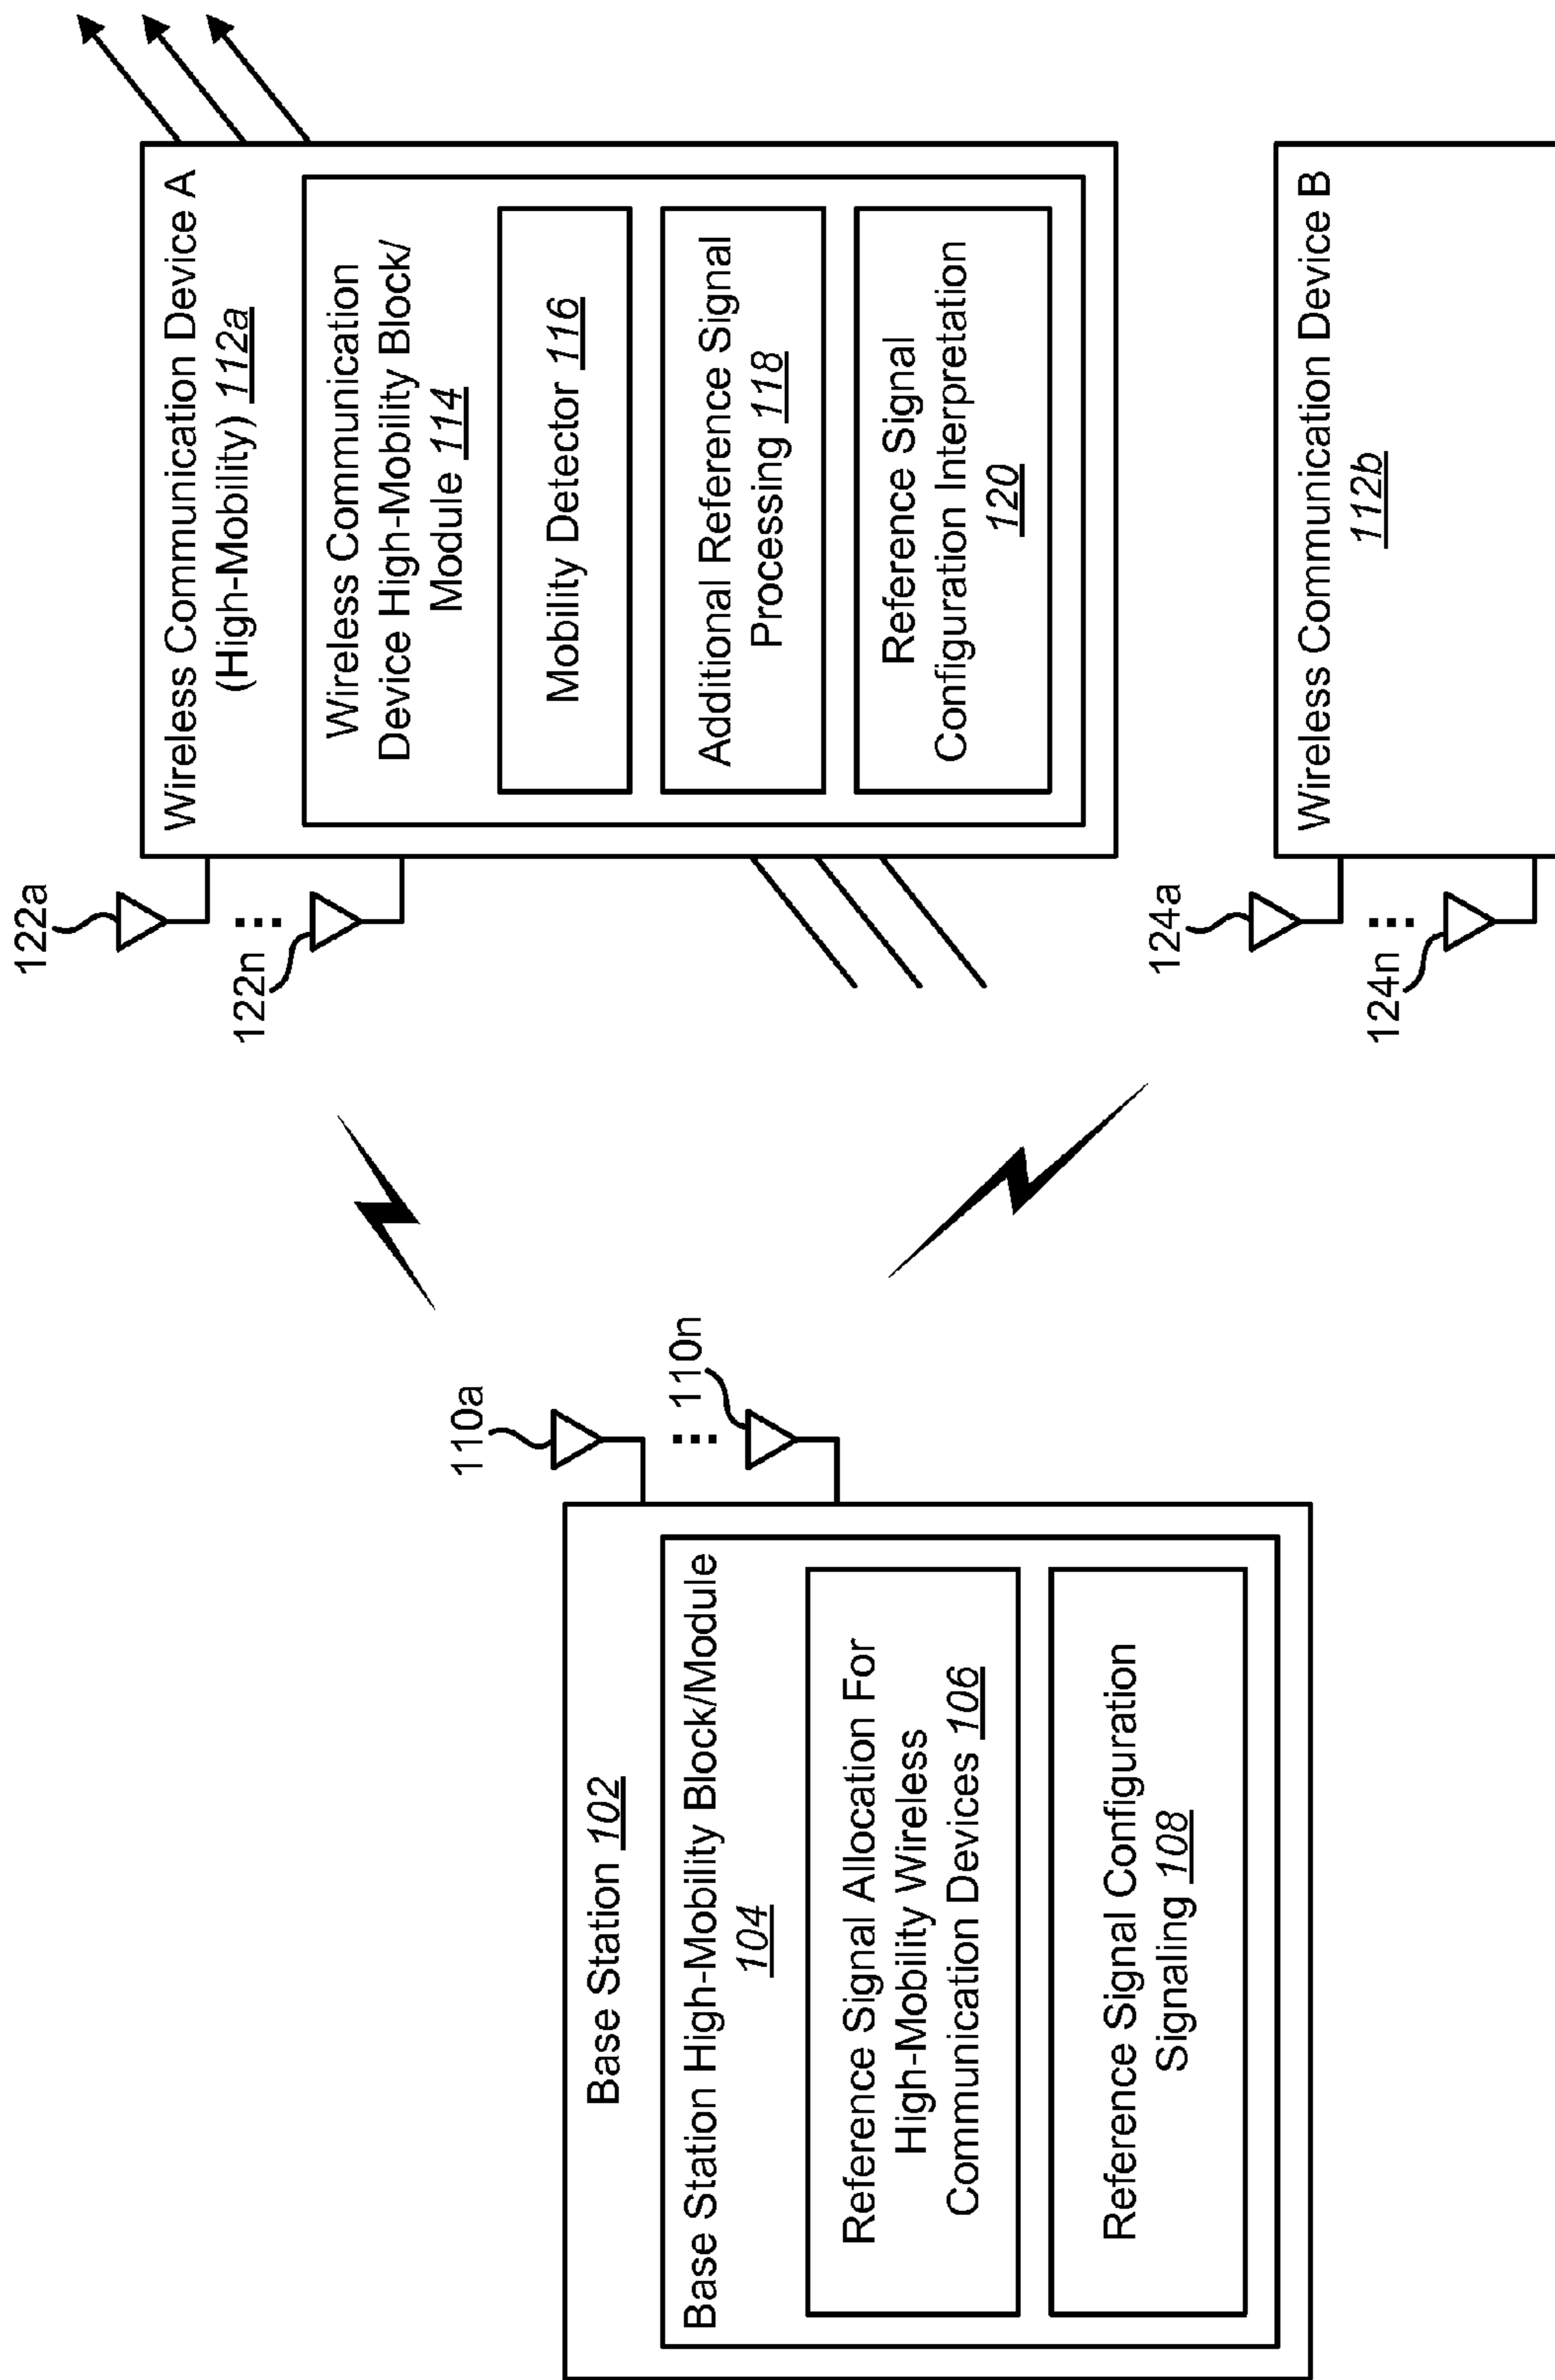 122a
122n
Wireless Communication Device A
(High-Mobility) 112a
Wireless Communication
Device High-Mobility Block/
Module 114
Mobility Detector 116
Additional Reference Signal
Processing 118
Reference Signal
Configuration Interpretation
120
110a
110n
Base Station 102
Base Station High-Mobility Block/Module
104
Reference Signal Allocation For
High-Mobility Wireless
Communication Devices 106
Reference Signal Configuration
Signaling 108
124a
124n
Wireless Communication Device B
112b